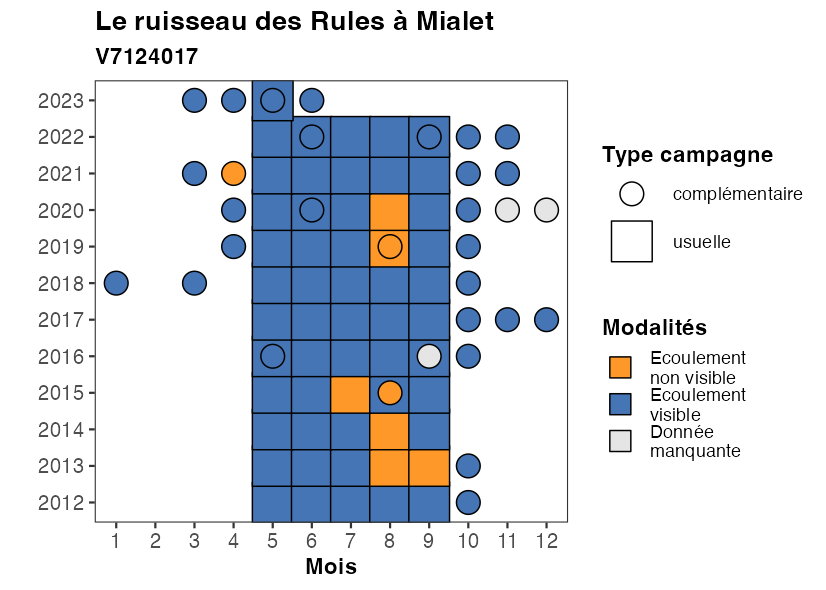 Le ruisseau des Rules à Mialet
V7124017
2023
2022
2021
2020
2019
2018
2017
2016
2015
2014
2013
2012
1 2 3 4 5 6 7 8 9 10 11 12
Mois
Type campagne
complémentaire
usuelle
Modalités
Ecoulement
non visible
Ecoulement
visible
Donnée
manquante